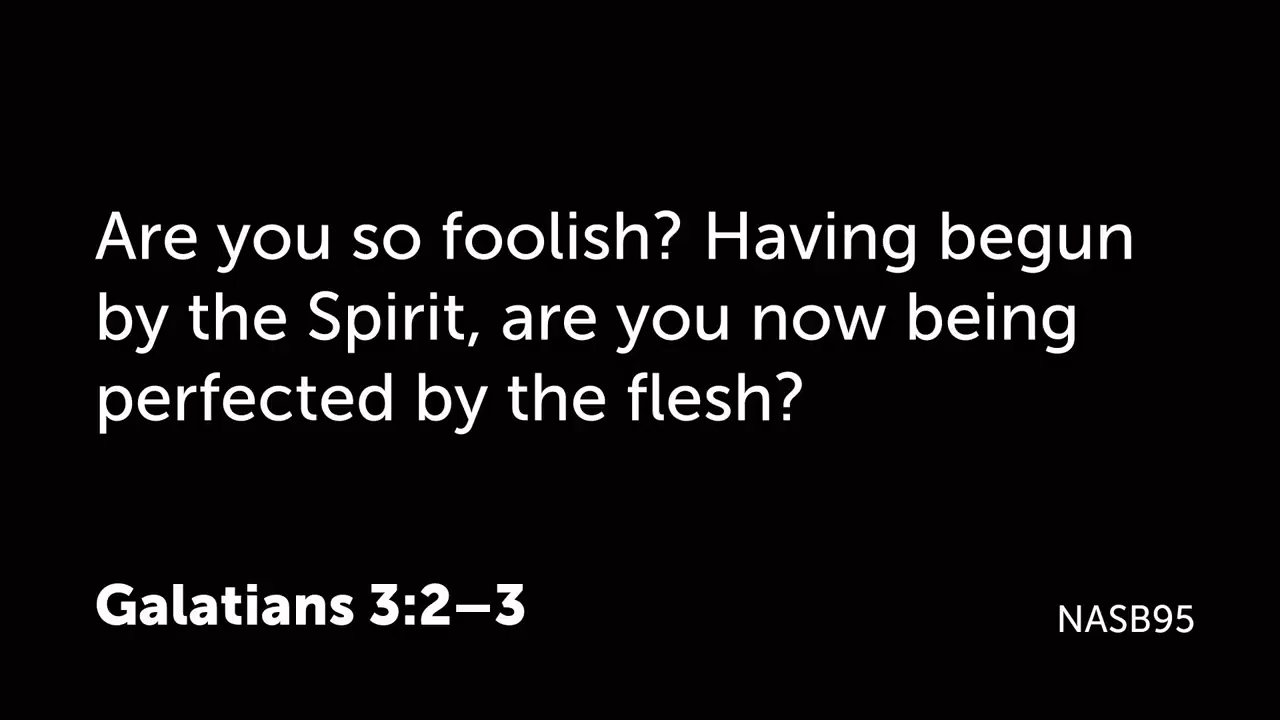 Are you so foolish? Having begun
by the Spirit, are you now being
perfected by the flesh?
Galatians 3:2–3
NASB95